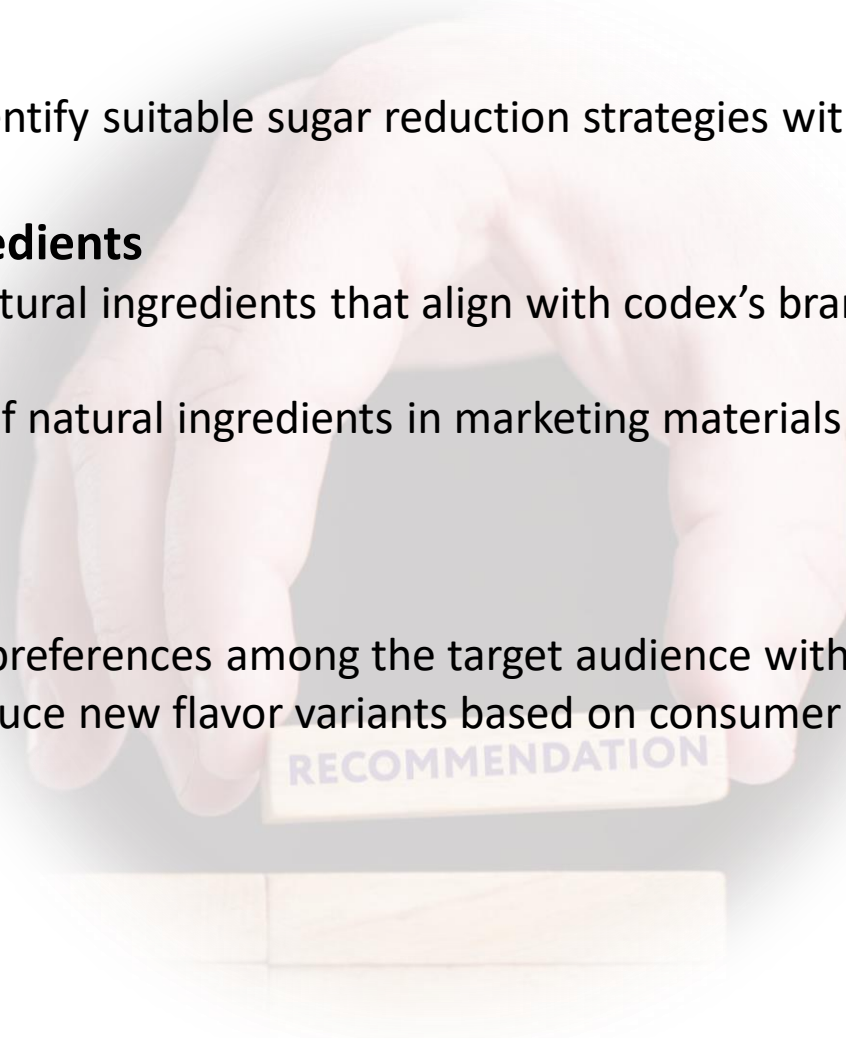 ntify suitable sugar reduction strategies wit
edients
tural ingredients that align with codex’s bra
f natural ingredients in marketing materials
preferences among the target audience with
uce new flavor variants based on consumer
RECOMMENDATION